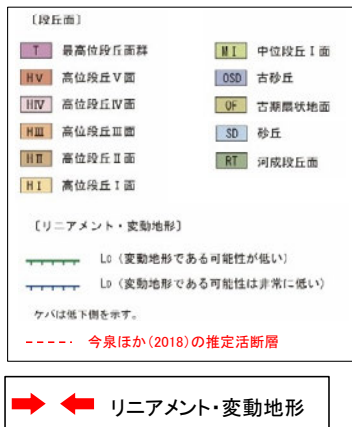 〔段丘面〕
T 最高位段丘面群
HⅤ 高位段丘Ⅴ面
HⅣ 高位段丘Ⅳ面
HⅢ 高位段丘Ⅲ面
HⅡ 高位段丘Ⅱ面
HⅠ 高位段丘Ⅰ面
MⅠ 中位段丘Ⅰ面
OSD 古砂丘
OF 古期扇状地面
SD 砂丘
RT 河成段丘面
〔リニアメント・変動地形〕
LD (変動地形である可能性が低い)
LD (変動地形である可能性は非常に低い)
ケバは低下側を示す。
今泉ほか(2018)の推定活断層
リニアメント・変動地形